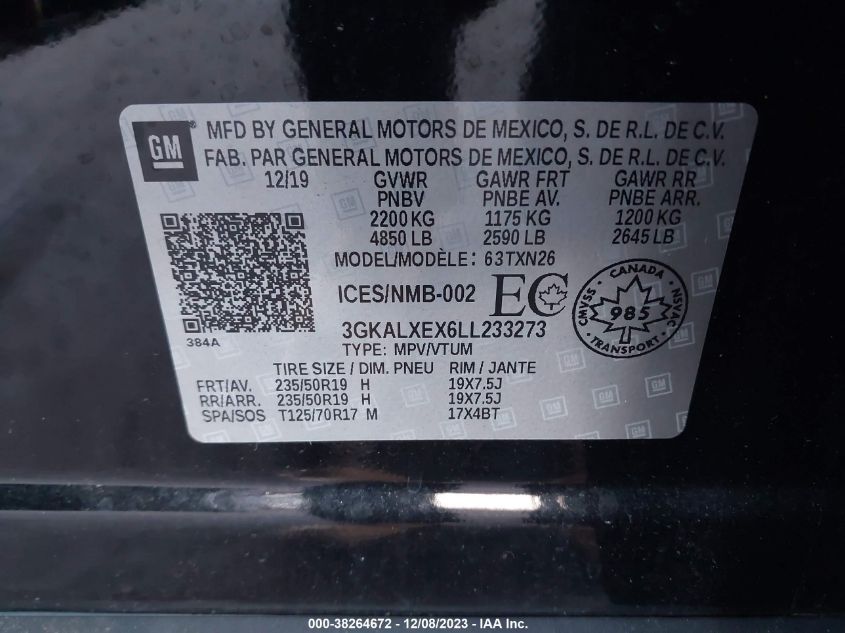 GM
MFD BY GENERAL MOTORS DE MEXICO, S. DE R.L. DE C.V.
FAB. PAR GENERAL MOTORS DE MEXICO, S. DE R.L. DE C.V.
12/19 GVWR GAWR FRT GAWR RR
PNBV PNBE AV. PNBE ARR.
2200 KG 1175 KG 1200 KG
4850 LB 2590 LB 2645 LB
MODEL/MODÈLE: 63TXN26
ICES/NMB-002 EC
CANADA
CMVSS 985 NSVAC
TRANSPORT
384A
3GKALXEX6LL233273
TYPE: MPV/VTUM
TIRE SIZE / DIM. PNEU RIM / JANTE
FRT/AV. 235/50R19 H 19X7.5J
RR/ARR. 235/50R19 H 19X7.5J
SPA/SOS T125/70R17 M 17X4BT
000-38264672 - 12/08/2023 - IAA Inc.